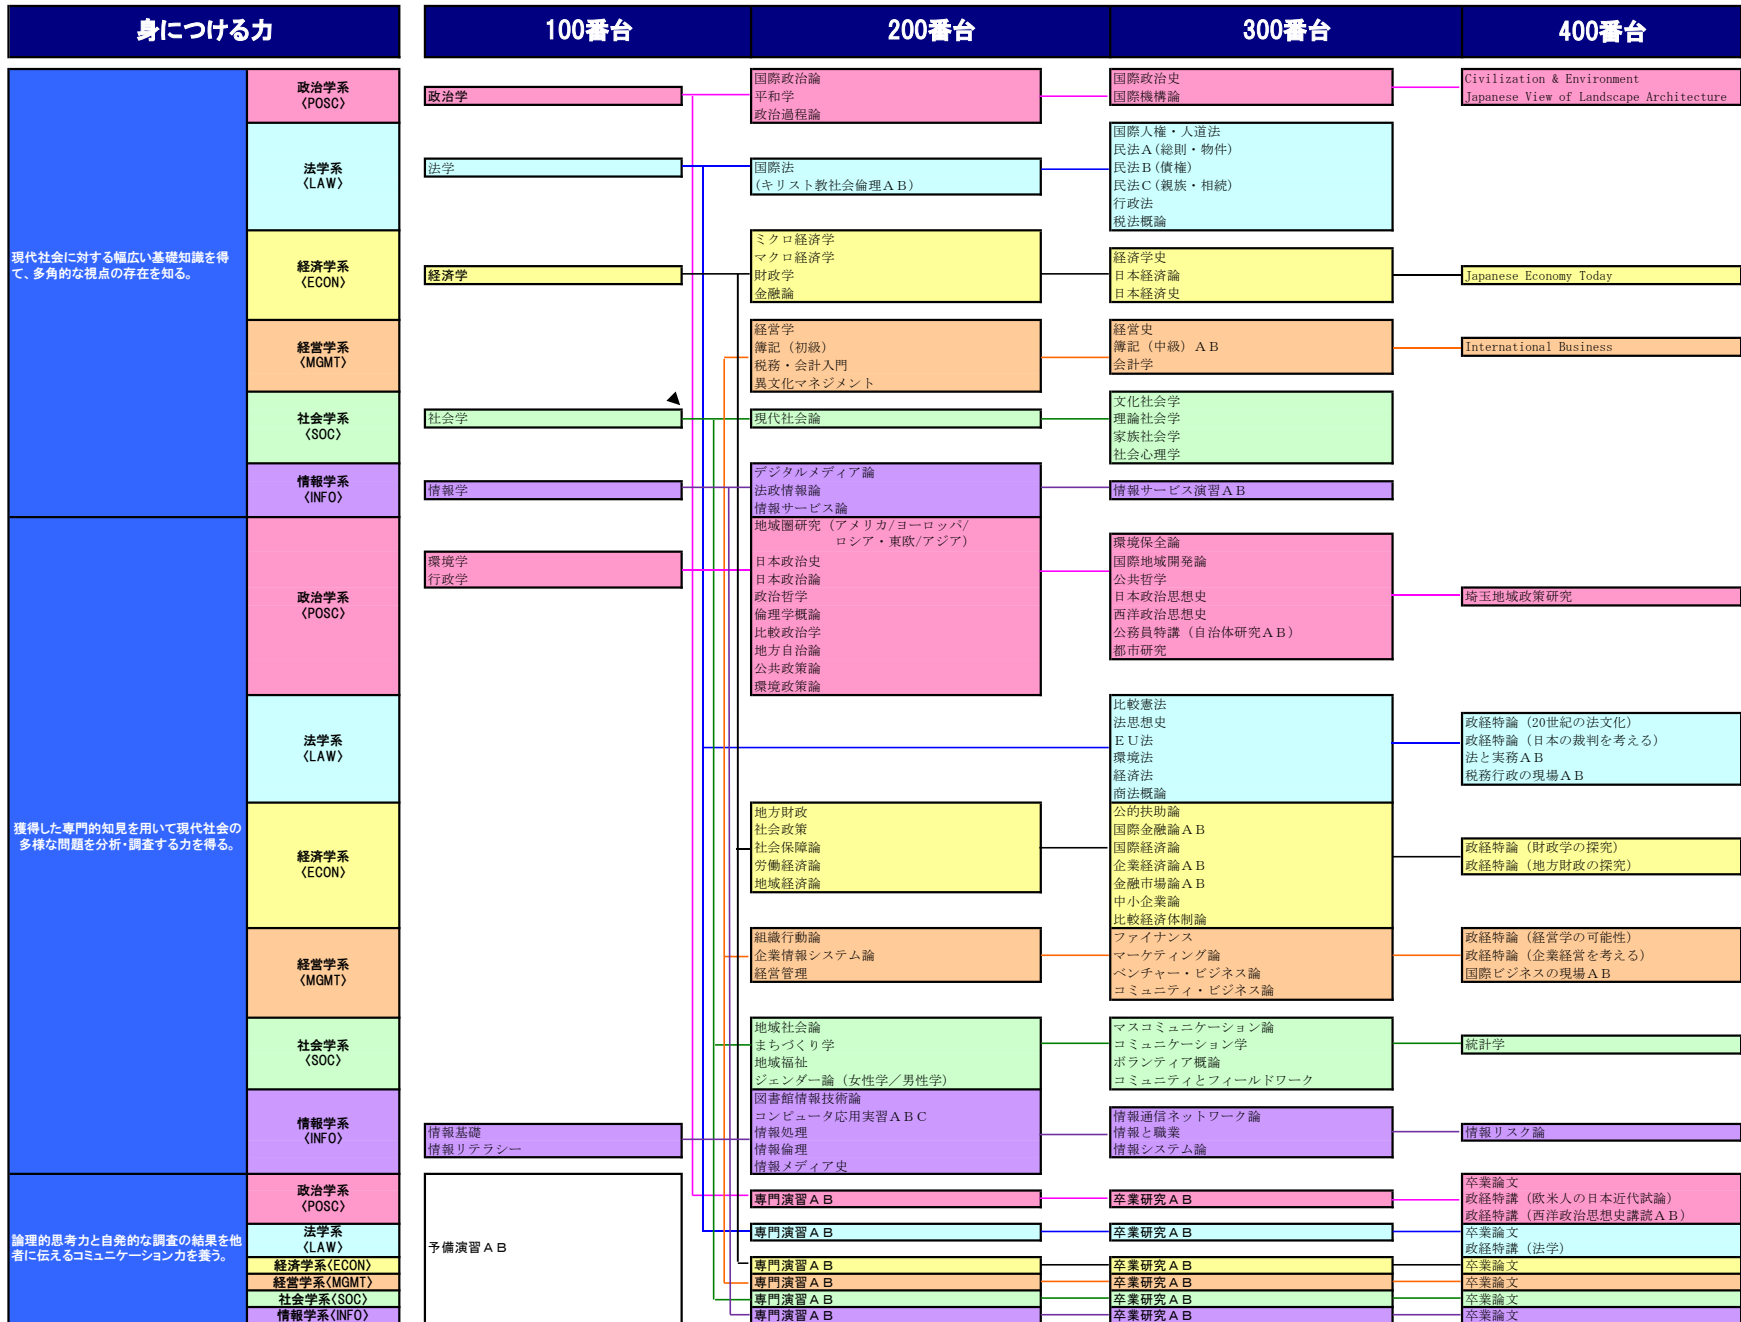 身につける力
100番台
200番台
300番台
400番台
現代社会に対する幅広い基礎知識を得
て、多角的な視点の存在を知る。
政治学系
〈POSC〉
政治学
国際政治論
平和学
政治過程論
国際政治史
国際機構論
Civilization & Environment
Japanese View of Landscape Architecture
法学系
〈LAW〉
法学
国際法
(キリスト教社会倫理ＡＢ)
国際人権・人道法
民法Ａ(総則・物件)
民法Ｂ(債権)
民法Ｃ(親族・相続)
行政法
税法概論
経済学系
〈ECON〉
経済学
ミクロ経済学
マクロ経済学
財政学
金融論
経済学史
日本経済論
日本経済史
Japanese Economy Today
経営学系
〈MGMT〉
経営学
簿記（初級）
税務・会計入門
異文化マネジメント
経営史
簿記（中級）ＡＢ
会計学
International Business
社会学系
〈SOC〉
社会学
現代社会論
文化社会学
理論社会学
家族社会学
社会心理学
情報学系
〈INFO〉
情報学
デジタルメディア論
法政情報論
情報サービス論
情報サービス演習ＡＢ
獲得した専門的知見を用いて現代社会の
多様な問題を分析・調査する力を得る。
政治学系
〈POSC〉
環境学
行政学
地域圏研究（アメリカ/ヨーロッパ/
ロシア・東欧/アジア）
日本政治史
日本政治論
政治哲学
倫理学概論
比較政治学
地方自治論
公共政策論
環境政策論
環境保全論
国際地域開発論
公共哲学
日本政治思想史
西洋政治思想史
公務員特講（自治体研究ＡＢ）
都市研究
埼玉地域政策研究
法学系
〈LAW〉
比較憲法
法思想史
ＥＵ法
環境法
経済法
商法概論
政経特論（20世紀の法文化）
政経特論（日本の裁判を考える）
法と実務ＡＢ
税務行政の現場ＡＢ
経済学系
〈ECON〉
地方財政
社会政策
社会保障論
労働経済論
地域経済論
公的扶助論
国際金融論ＡＢ
国際経済論
企業経済論ＡＢ
金融市場論ＡＢ
中小企業論
比較経済体制論
政経特論（財政学の探究）
政経特論（地方財政の探究）
経営学系
〈MGMT〉
組織行動論
企業情報システム論
経営管理
ファイナンス
マーケティング論
ベンチャー・ビジネス論
コミュニティ・ビジネス論
政経特論（経営学の可能性）
政経特論（企業経営を考える）
国際ビジネスの現場ＡＢ
社会学系
〈SOC〉
地域社会論
まちづくり学
地域福祉
ジェンダー論（女性学／男性学）
マスコミュニケーション論
コミュニケーション学
ボランティア概論
コミュニティとフィールドワーク
統計学
情報学系
〈INFO〉
情報基礎
情報リテラシー
図書館情報技術論
コンピュータ応用実習ＡＢＣ
情報処理
情報倫理
情報メディア史
情報通信ネットワーク論
情報と職業
情報システム論
情報リスク論
論理的思考力と自発的な調査の結果を他
者に伝えるコミュニケーション力を養う。
予備演習ＡＢ
政治学系
〈POSC〉
専門演習ＡＢ
卒業研究ＡＢ
卒業論文
政経特講（欧米人の日本近代試論）
政経特講（西洋政治思想史講読ＡＢ）
法学系
〈LAW〉
専門演習ＡＢ
卒業研究ＡＢ
卒業論文
政経特講（法学）
経済学系〈ECON〉
専門演習ＡＢ
卒業研究ＡＢ
卒業論文
経営学系〈MGMT〉
専門演習ＡＢ
卒業研究ＡＢ
卒業論文
社会学系〈SOC〉
専門演習ＡＢ
卒業研究ＡＢ
卒業論文
情報学系〈INFO〉
専門演習ＡＢ
卒業研究ＡＢ
卒業論文